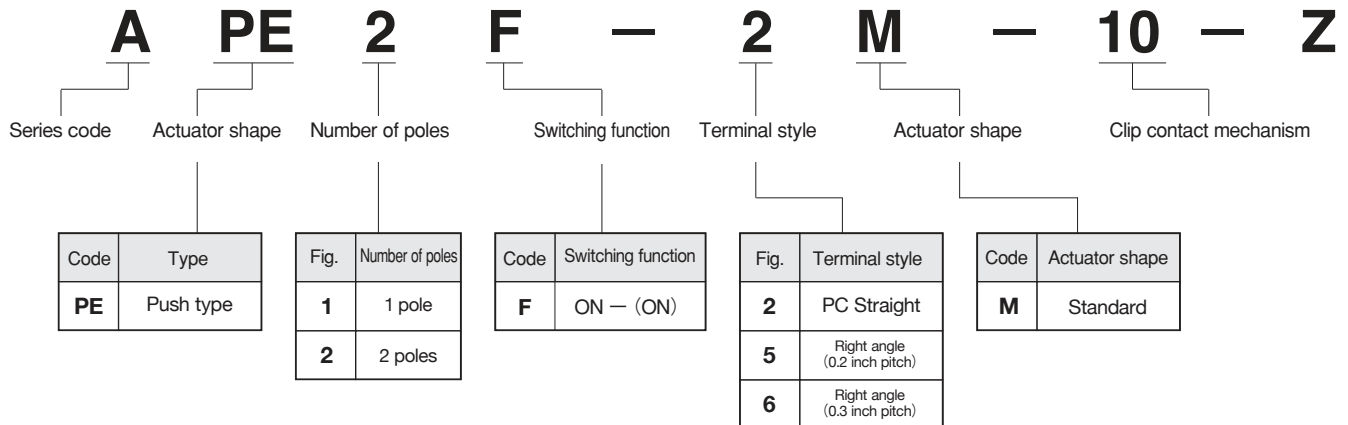 A PE 2 F — 2 M — 10 — Z
Series code Actuator shape Number of poles Switching function Terminal style Actuator shape Clip contact mechanism
Code Type
PE Push type
Fig. Number of poles
1 1 pole
2 2 poles
Code Switching function
F ON — (ON)
Fig. Terminal style
2 PC Straight
5 Right angle
(0.2 inch pitch)
6 Right angle
(0.3 inch pitch)
Code Actuator shape
M Standard